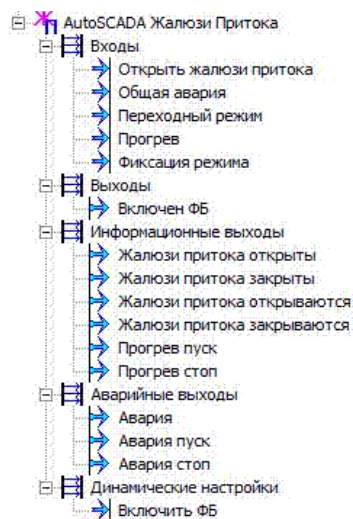 AutoSCADA Жалюзи Притока
Входы
Открыть жалюзи притока
Общая авария
Переходный режим
Прогрев
Фиксация режима
Выходы
Включен ФБ
Информационные выходы
Жалюзи притока открыты
Жалюзи притока закрыты
Жалюзи притока открываются
Жалюзи притока закрываются
Прогрев пуск
Прогрев стоп
Аварийные выходы
Авария
Авария пуск
Авария стоп
Динамические настройки
Включить ФБ